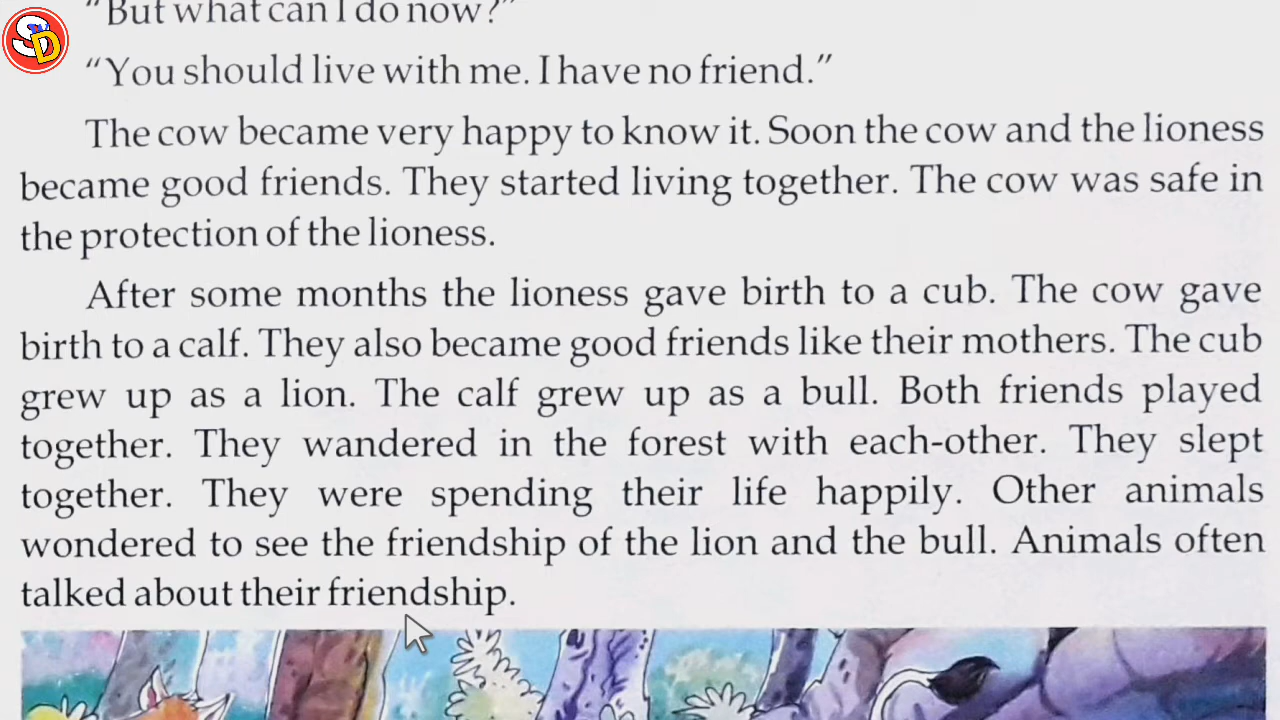 "But what can I do now?"
SD
"You should live with me. I have no friend."
The cow became very happy to know it. Soon the cow and the lioness
became good friends. They started living together. The cow was safe in
the protection of the lioness.
After some months the lioness gave birth to a cub. The cow gave
birth to a calf. They also became good friends like their mothers. The cub
grew up as a lion. The calf grew up as a bull. Both friends played
together. They wandered in the forest with each-other. They slept
together. They were spending their life happily. Other animals
wondered to see the friendship of the lion and the bull. Animals often
talked about their friendship.